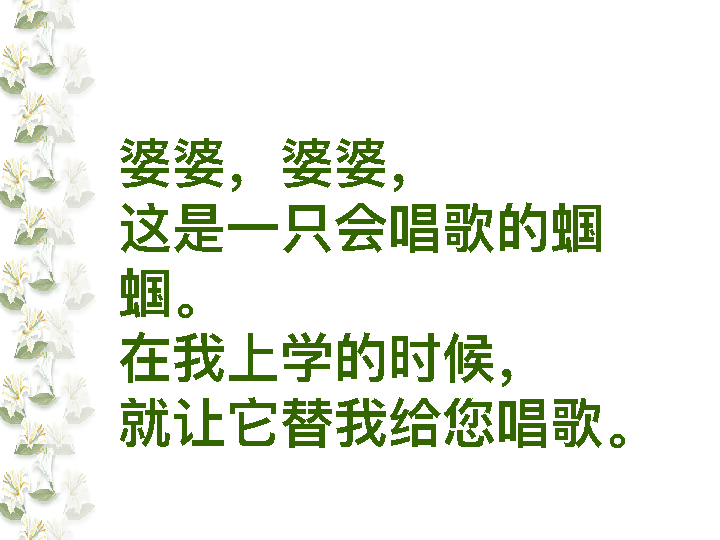 婆婆，婆婆，
这是一只会唱歌的蝈
蝈。
在我上学的时候，
就让它替我给您唱歌。